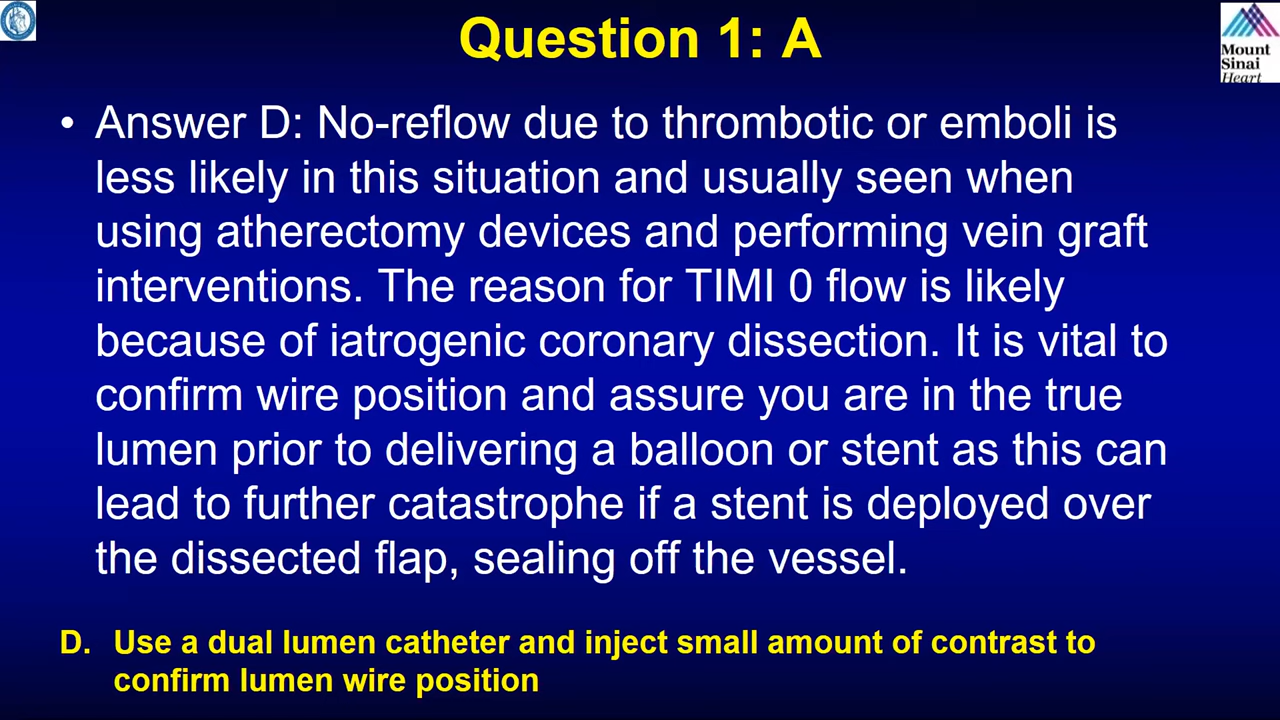 Question 1: A
Mount
Sinai
Heart
• Answer D: No-reflow due to thrombotic or emboli is
less likely in this situation and usually seen when
using atherectomy devices and performing vein graft
interventions. The reason for TIMI 0 flow is likely
because of iatrogenic coronary dissection. It is vital to
confirm wire position and assure you are in the true
lumen prior to delivering a balloon or stent as this can
lead to further catastrophe if a stent is deployed over
the dissected flap, sealing off the vessel.
D. Use a dual lumen catheter and inject small amount of contrast to
confirm lumen wire position